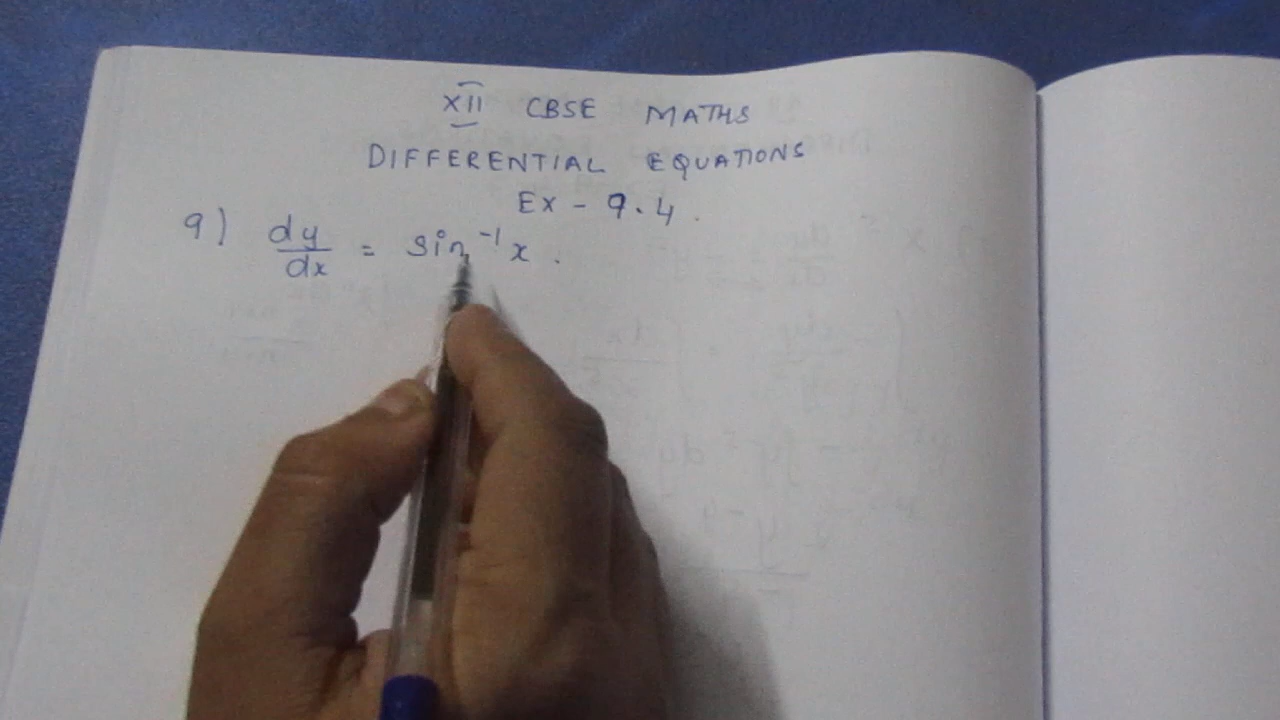 XII CBSE MATHS
DIFFERENTIAL EQUATIONS
EX - 9.4.
9) dy/dx = sin⁻¹x.